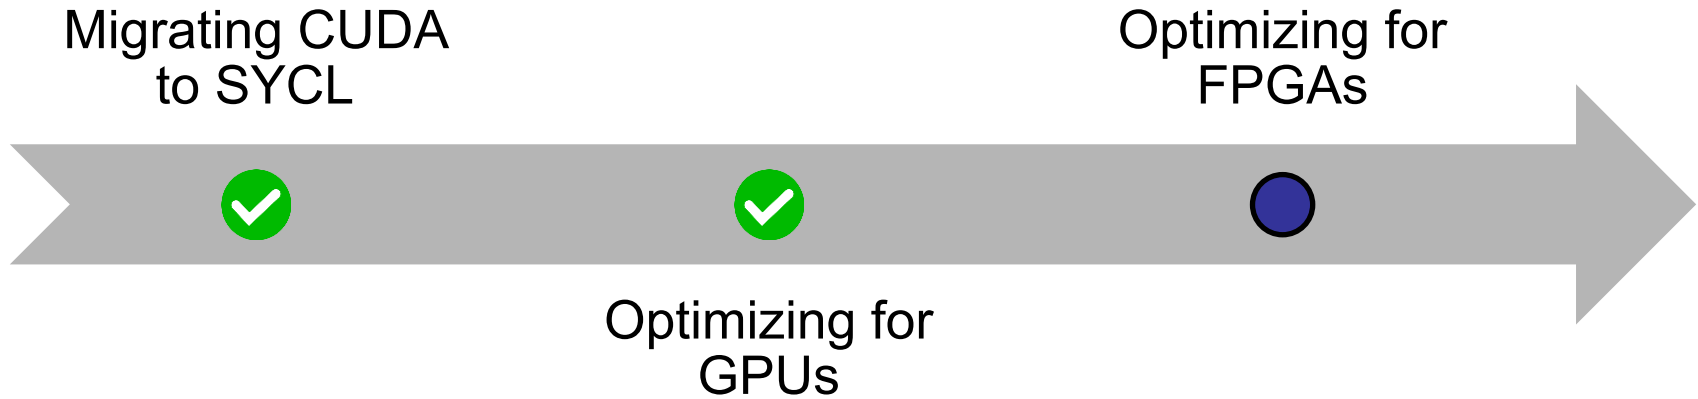 Migrating CUDA
to SYCL
Optimizing for
GPUs
Optimizing for
FPGAs